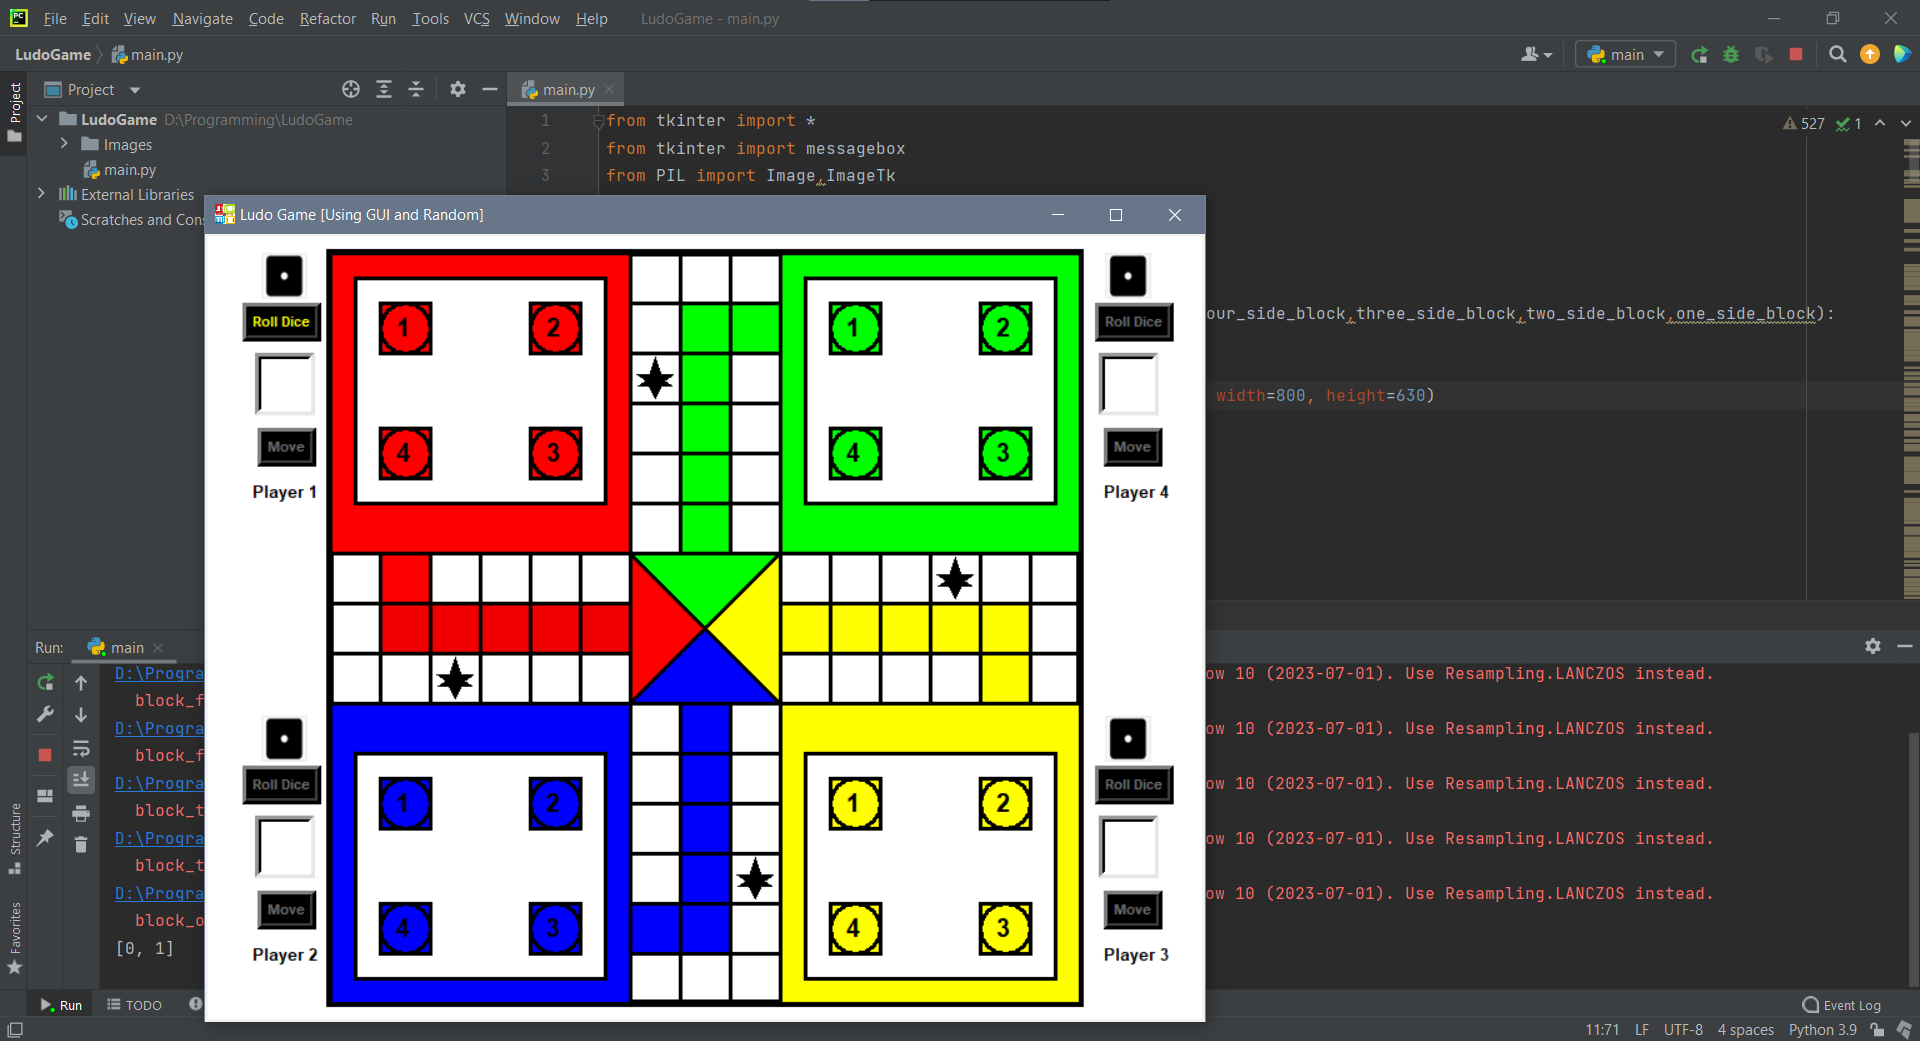 PC
File Edit View Navigate Code Refactor Run Tools VCS Window Help LudoGame - main.py
LudoGame main.py
main
Project
Project
main.py
LudoGame D:\Programming\LudoGame
Images
main.py
External Libraries
Scratches and Cons
1 from tkinter import *
2 from tkinter import messagebox
3 from PIL import Image,ImageTk
527 1
our_side_block,three_side_block,two_side_block,one_side_block):
width=800, height=630)
Ludo Game [Using GUI and Random]
Roll Dice
Move
Player 1
1 2
4 3
1 2
4 3
Roll Dice
Move
Player 4
Roll Dice
Move
Player 2
1 2
4 3
1 2
4 3
Roll Dice
Move
Player 3
Run: main
D:\Progra
ow 10 (2023-07-01). Use Resampling.LANCZOS instead.
block_f
D:\Progra
ow 10 (2023-07-01). Use Resampling.LANCZOS instead.
block_f
D:\Progra
ow 10 (2023-07-01). Use Resampling.LANCZOS instead.
block_t
D:\Progra
ow 10 (2023-07-01). Use Resampling.LANCZOS instead.
block_t
D:\Progra
ow 10 (2023-07-01). Use Resampling.LANCZOS instead.
block_o
[0, 1]
Structure
Favorites
Run TODO
Event Log
11:71 LF UTF-8 4 spaces Python 3.9